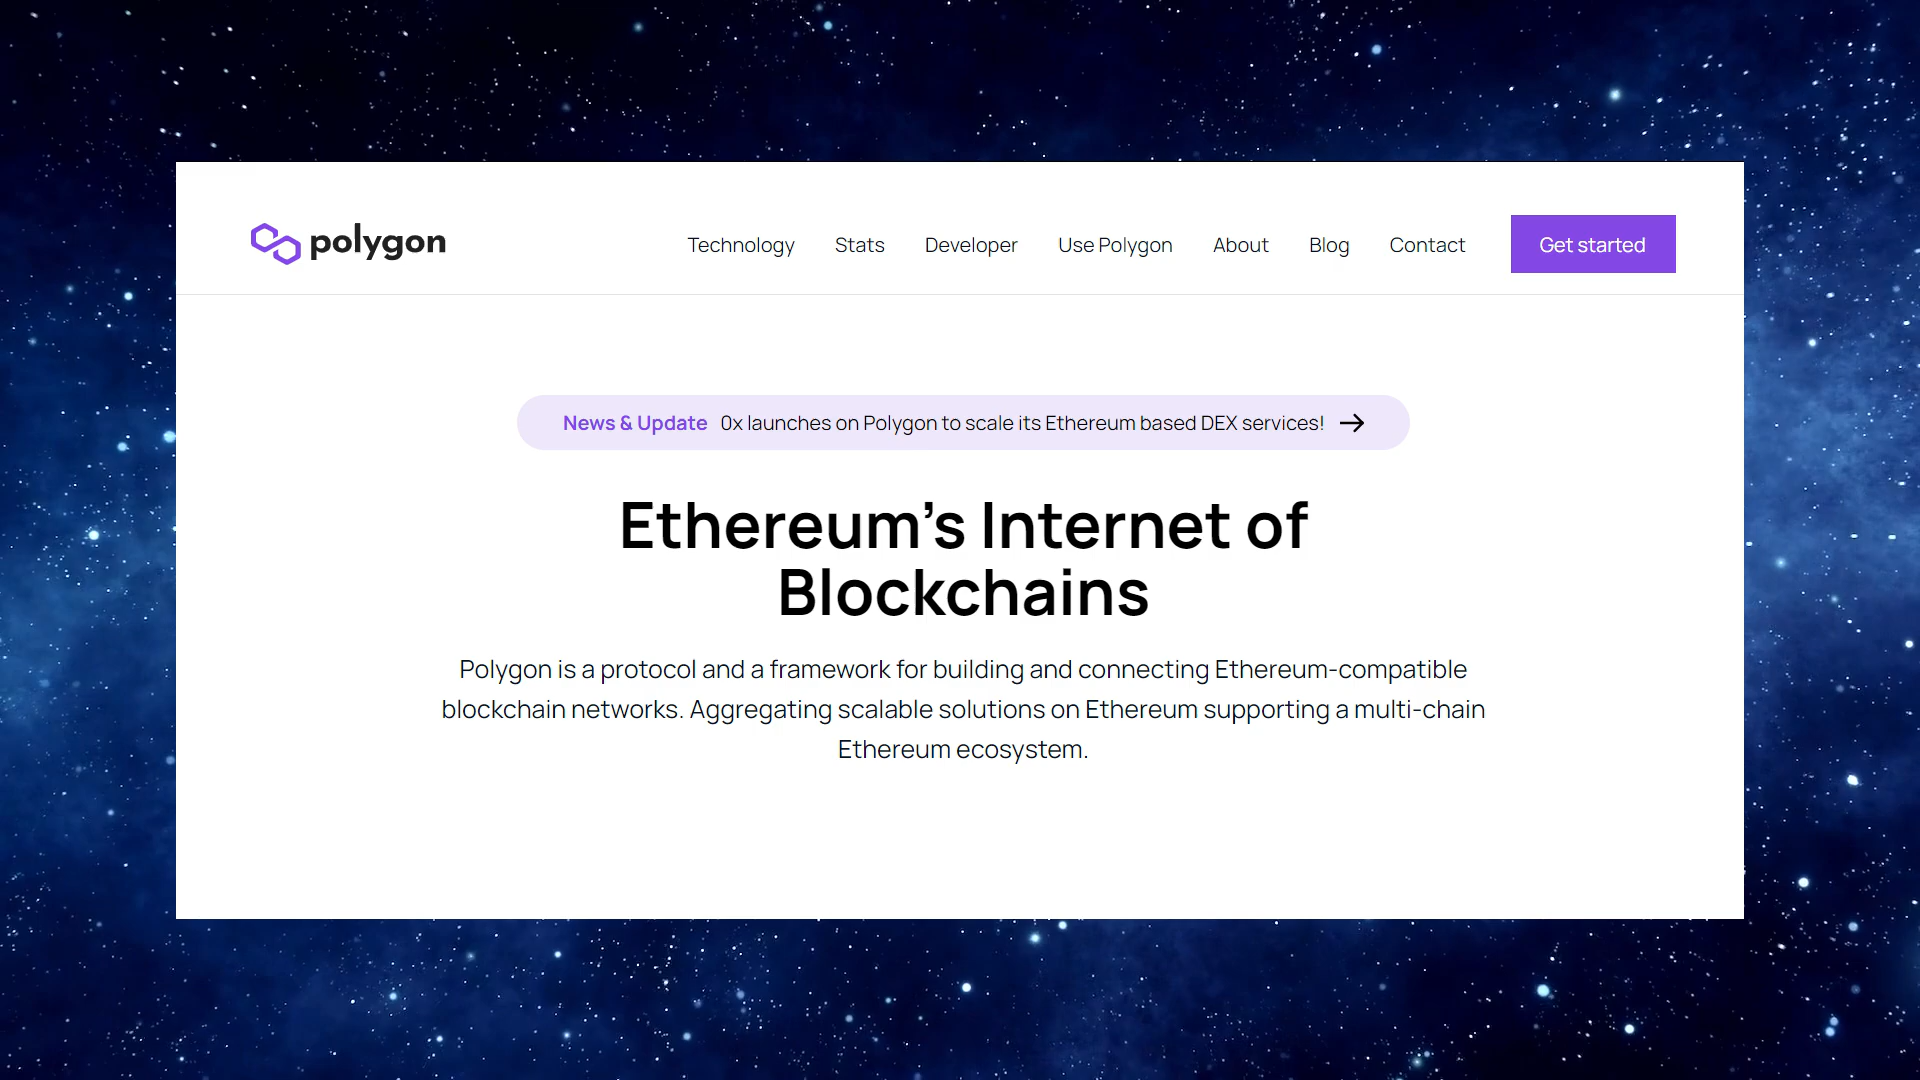 polygon
Technology Stats Developer Use Polygon About Blog Contact Get started
News & Update 0x launches on Polygon to scale its Ethereum based DEX services!
Ethereum’s Internet of
Blockchains
Polygon is a protocol and a framework for building and connecting Ethereum-compatible
blockchain networks. Aggregating scalable solutions on Ethereum supporting a multi-chain
Ethereum ecosystem.